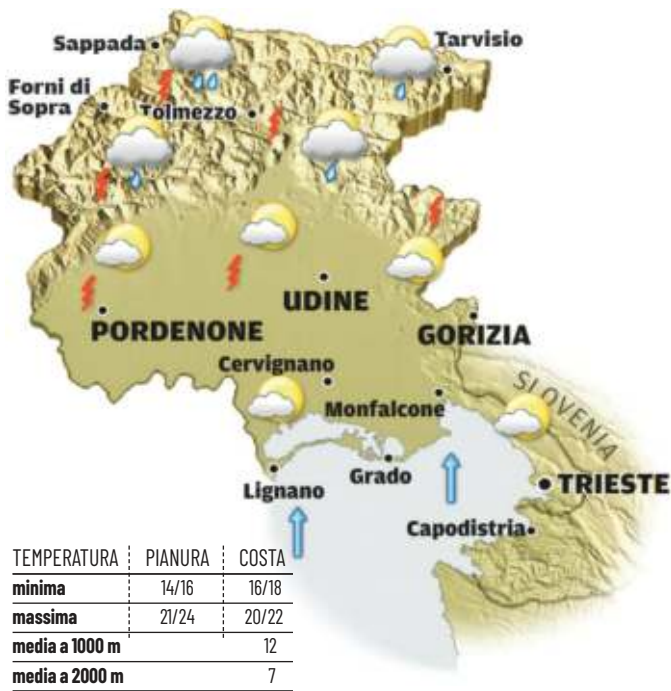 Sappada
Tarvisio
Forni di
Sopra
Tolmezzo
UDINE
PORDENONE
GORIZIA
Cervignano
Monfalcone
SLOVENIA
Lignano
Grado
TRIESTE
Capodistria
TEMPERATURA PIANURA COSTA
minima 14/16 16/18
massima 21/24 20/22
media a 1000 m 12
media a 2000 m 7